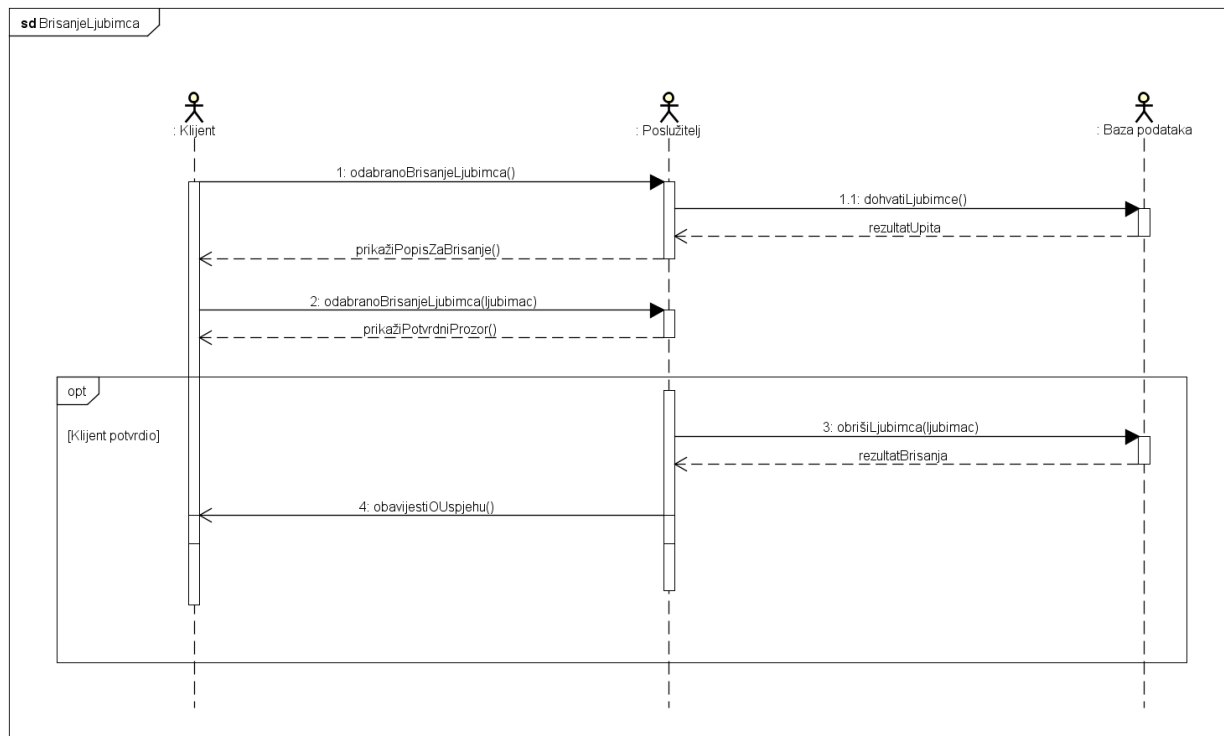 sd BrisanjeLjubimca
: Klijent
: Poslužitelj
: Baza podataka
1: odabranoBrisanjeLjubimca()
1.1: dohvatiLjubimce()
rezultatUpita
prikažiPopisZaBrisanje()
2: odabranoBrisanjeLjubimca(ljubimac)
prikažiPotvrdniProzor()
opt
[Klijent potvrdio]
3: obrišiLjubimca(ljubimac)
rezultatBrisanja
4: obavijestiOUspjehu()